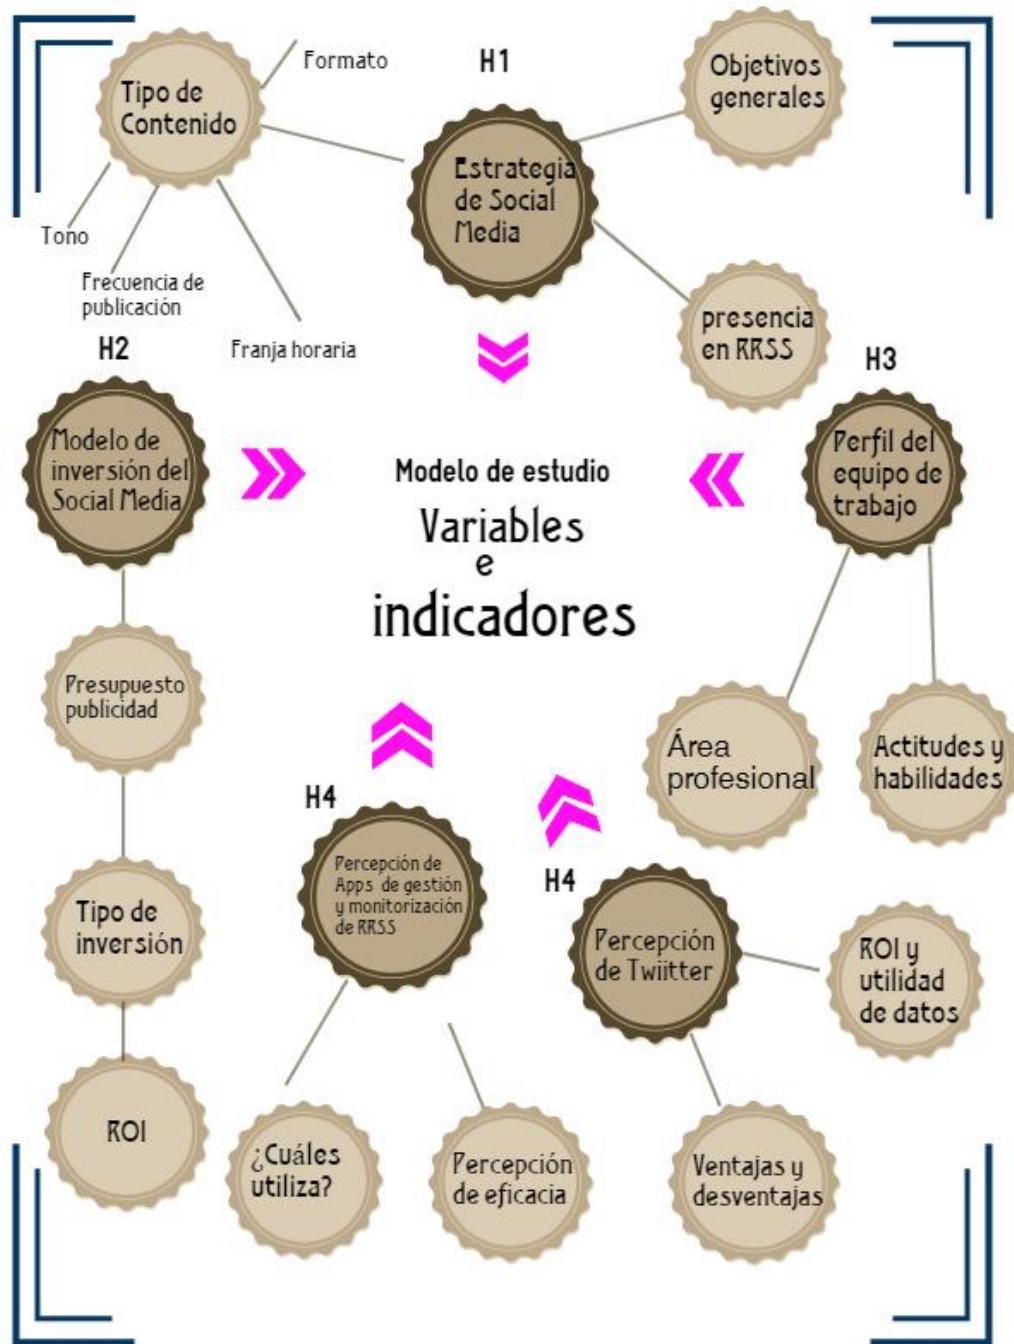 Formato
H1
Objetivos
generales
Tipo de
Contenido
Estrategia
de Social
Media
Tono
Frecuencia de
publicación
Franja horaria
presencia
en RRSS
H2
H3
Modelo de
inversión del
Social Media
Modelo de estudio
Variables
e
indicadores
Perfil del
equipo de
trabajo
Presupuesto
publicidad
Área
profesional
Actitudes y
habilidades
H4
Percepción de
Apps de gestión
y monitorización
de RRSS
H4
Percepción
de Twiitter
ROI y
utilidad
de datos
Tipo de
inversión
ROI
¿Cuáles
utiliza?
Percepción
de eficacia
Ventajas y
desventajas